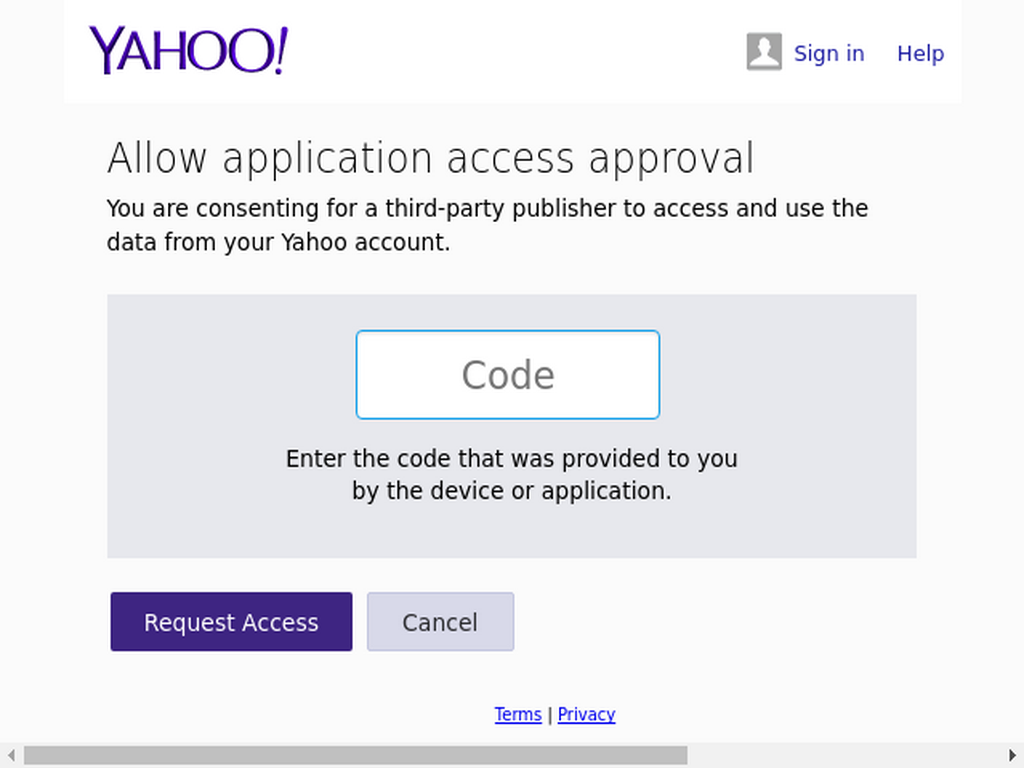 YAHOO!
Sign in
Help
Allow application access approval
You are consenting for a third-party publisher to access and use the
data from your Yahoo account.
Code
Enter the code that was provided to you
by the device or application.
Request Access
Cancel
Terms | Privacy